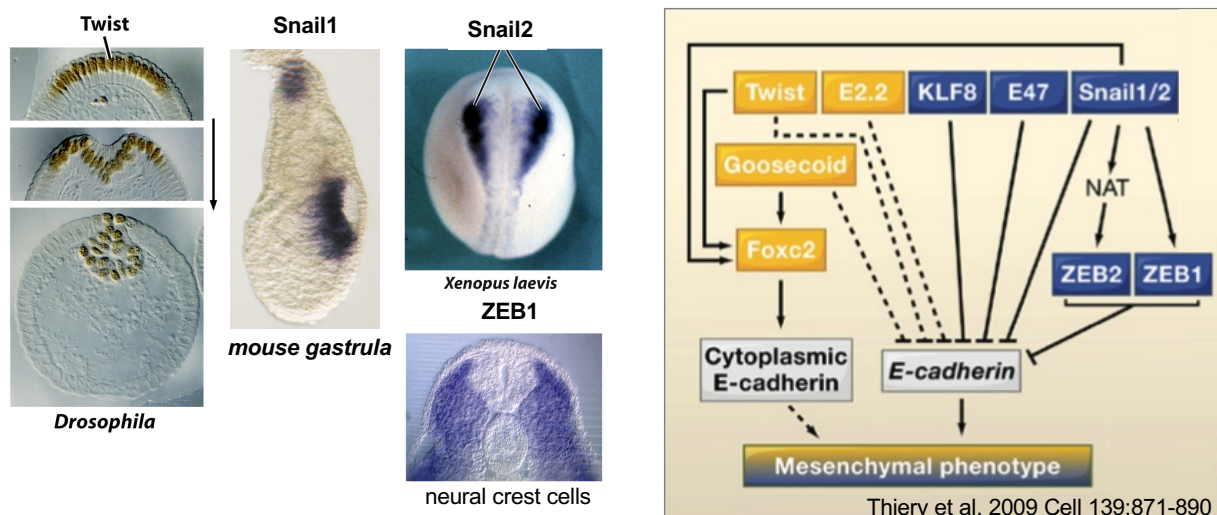 Twist
Snail1
Snail2
Drosophila
mouse gastrula
Xenopus laevis
ZEB1
neural crest cells
Twist E2.2 KLF8 E47 Snail1/2
Goosecoid
NAT
Foxc2
ZEB2 ZEB1
Cytoplasmic
E-cadherin
E-cadherin
Mesenchymal phenotype
Thiery et al. 2009 Cell 139:871-890